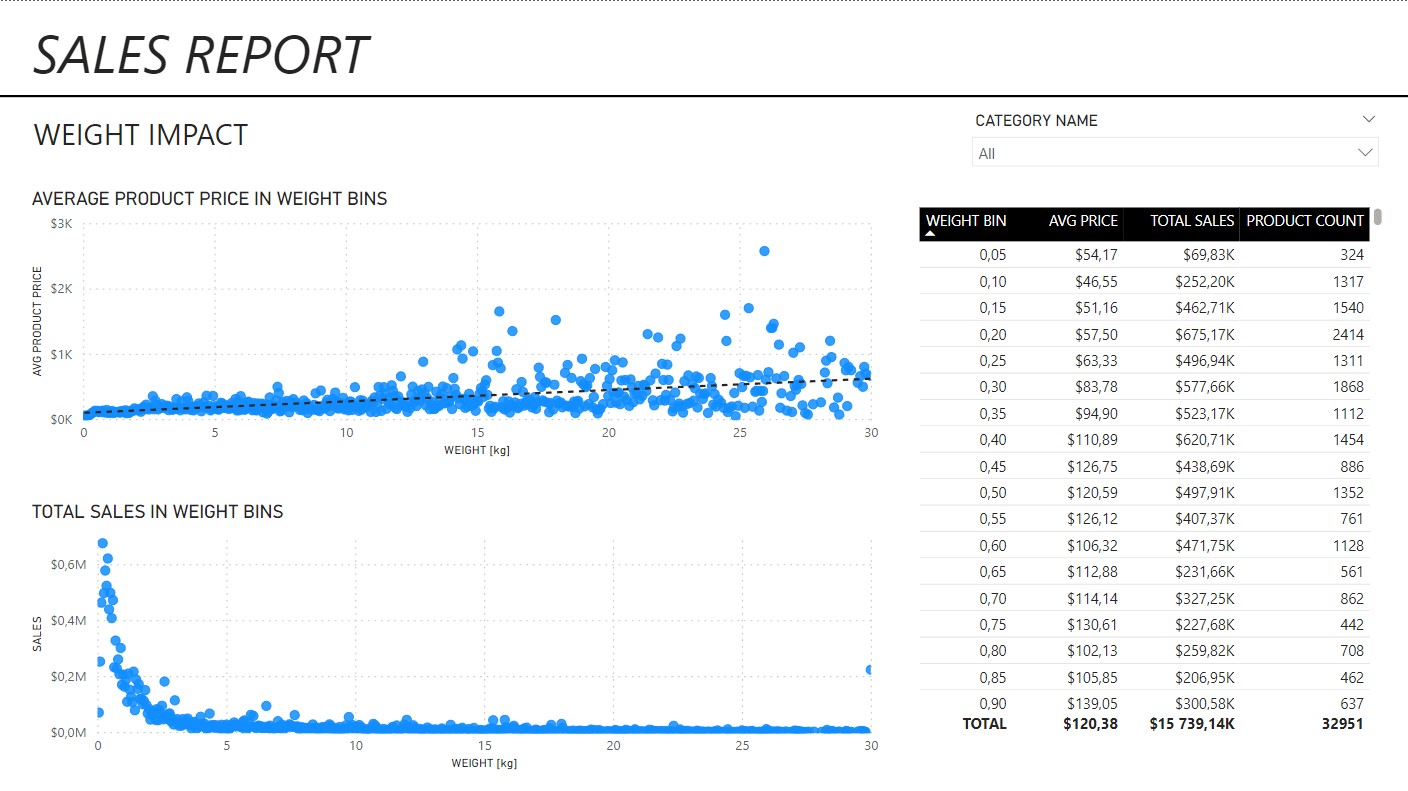 SALES REPORT
WEIGHT IMPACT
CATEGORY NAME
All
AVERAGE PRODUCT PRICE IN WEIGHT BINS
$3K
$2K
$1K
$0K
AVG PRODUCT PRICE
0 5 10 15 20 25 30
WEIGHT [kg]
TOTAL SALES IN WEIGHT BINS
$0,6M
$0,4M
$0,2M
$0,0M
SALES
0 5 10 15 20 25 30
WEIGHT [kg]
WEIGHT BIN AVG PRICE TOTAL SALES PRODUCT COUNT
0,05 $54,17 $69,83K 324
0,10 $46,55 $252,20K 1317
0,15 $51,16 $462,71K 1540
0,20 $57,50 $675,17K 2414
0,25 $63,33 $496,94K 1311
0,30 $83,78 $577,66K 1868
0,35 $94,90 $523,17K 1112
0,40 $110,89 $620,71K 1454
0,45 $126,75 $438,69K 886
0,50 $120,59 $497,91K 1352
0,55 $126,12 $407,37K 761
0,60 $106,32 $471,75K 1128
0,65 $112,88 $231,66K 561
0,70 $114,14 $327,25K 862
0,75 $130,61 $227,68K 442
0,80 $102,13 $259,82K 708
0,85 $105,85 $206,95K 462
0,90 $139,05 $300,58K 637
TOTAL $120,38 $15 739,14K 32951